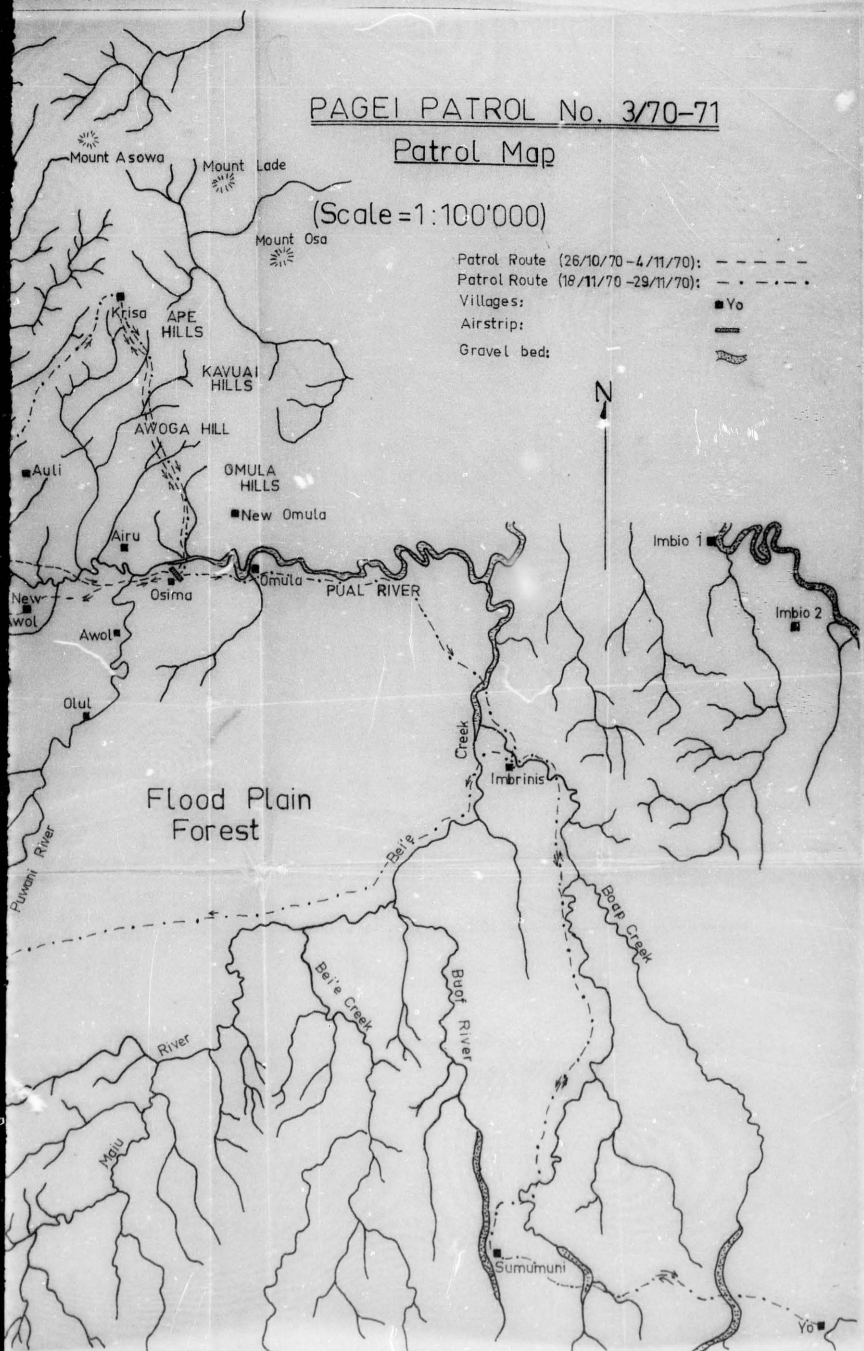 PAGEI PATROL No. 3/70-71
Patrol Map
(Scale=1:100'000)
Patrol Route (26/10/70-4/11/70):
Patrol Route (18/11/70-29/11/70):
Villages:
Yo
Airstrip:
Gravel bed:
Mount Asowa
Mount Lade
Mount Osa
Krisa
APE
HILLS
KAVUAI
HILLS
AWOGA HILL
N
Auli
OMULA
HILLS
New Omula
Airu
Imbio 1
Omula
Osima
PUAL RIVER
New
Awol
Awol
Imbio 2
Olul
Creek
Imbrinis
Flood Plain
Forest
Puwani River
Bei'e
Boap Creek
Bei'e Creek
Buof River
River
Maju
Sumumuni
Yo